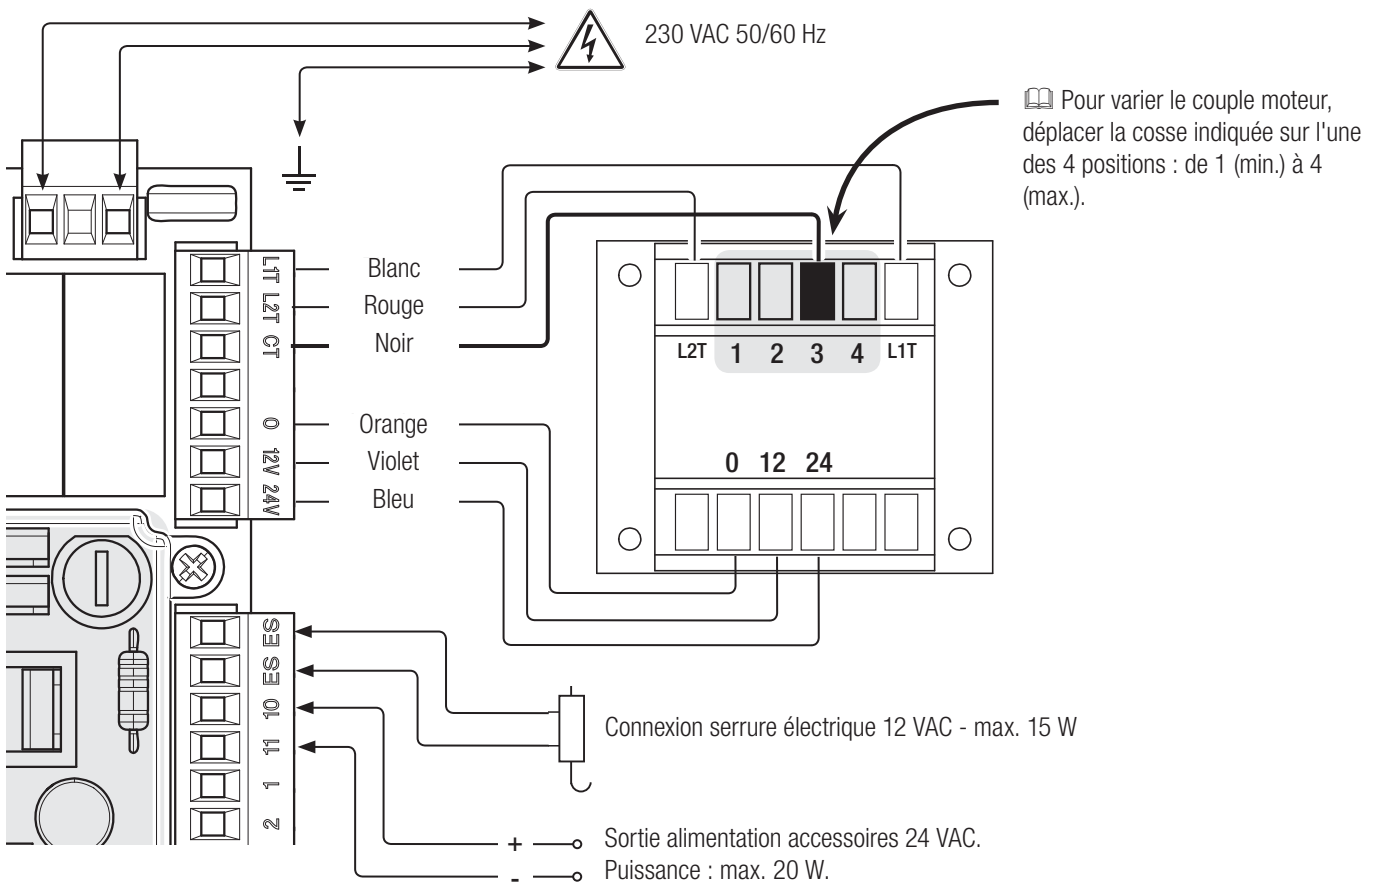 230 VAC 50/60 Hz
Pour varier le couple moteur,
déplacer la cosse indiquée sur l'une
des 4 positions : de 1 (min.) à 4
(max.).
L1T
Blanc
L2T
Rouge
CT
Noir
0
Orange
12V
Violet
24V
Bleu
L2T 1 2 3 4 L1T
0 12 24
ES
ES
10
11
1
2
Connexion serrure électrique 12 VAC - max. 15 W
+
Sortie alimentation accessoires 24 VAC.
-
Puissance : max. 20 W.